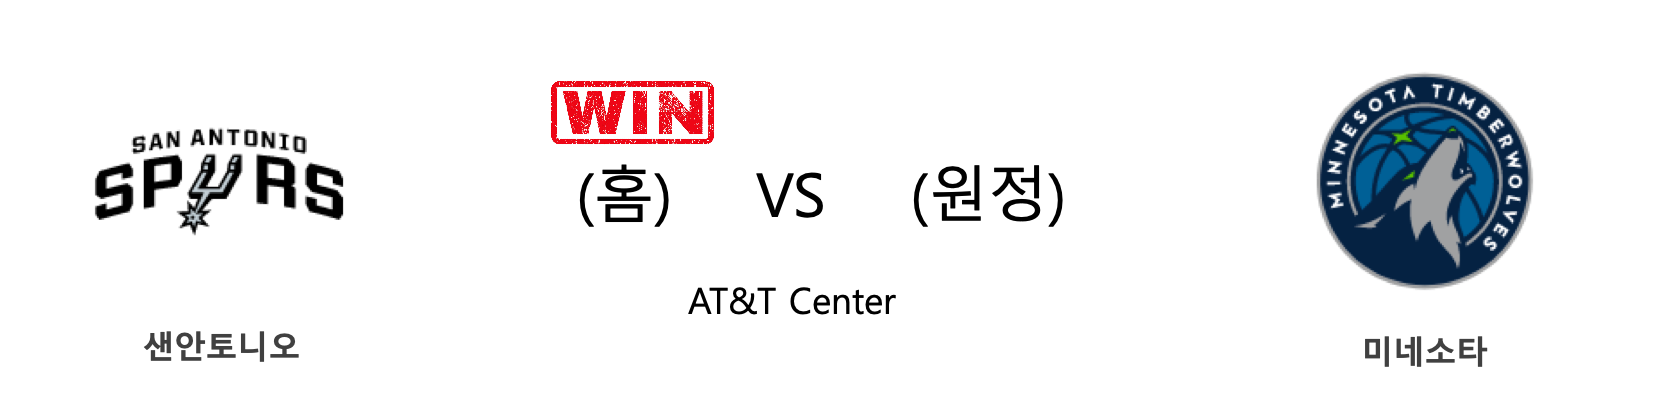 SAN ANTONIO
SPURS
샌안토니오
WIN
(홈) VS (원정)
AT&T Center
MINNESOTA TIMBERWOLVES
미네소타